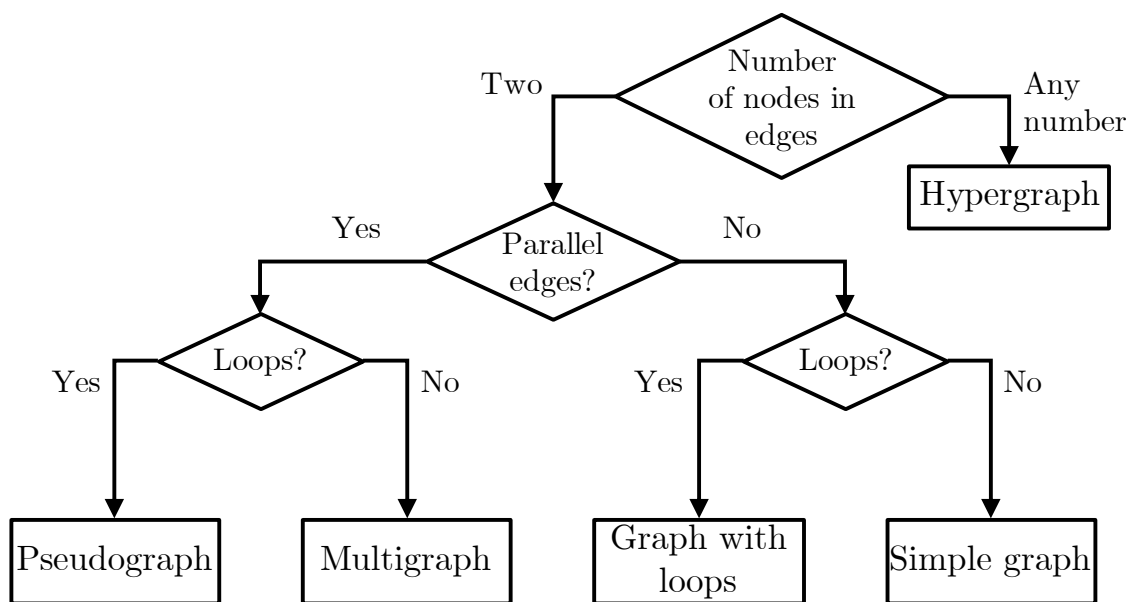 Number
of nodes in
edges
Two
Any
number
Hypergraph
Yes
Parallel
edges?
No
Loops?
Loops?
Yes
No
Yes
No
Pseudograph
Multigraph
Graph with
loops
Simple graph